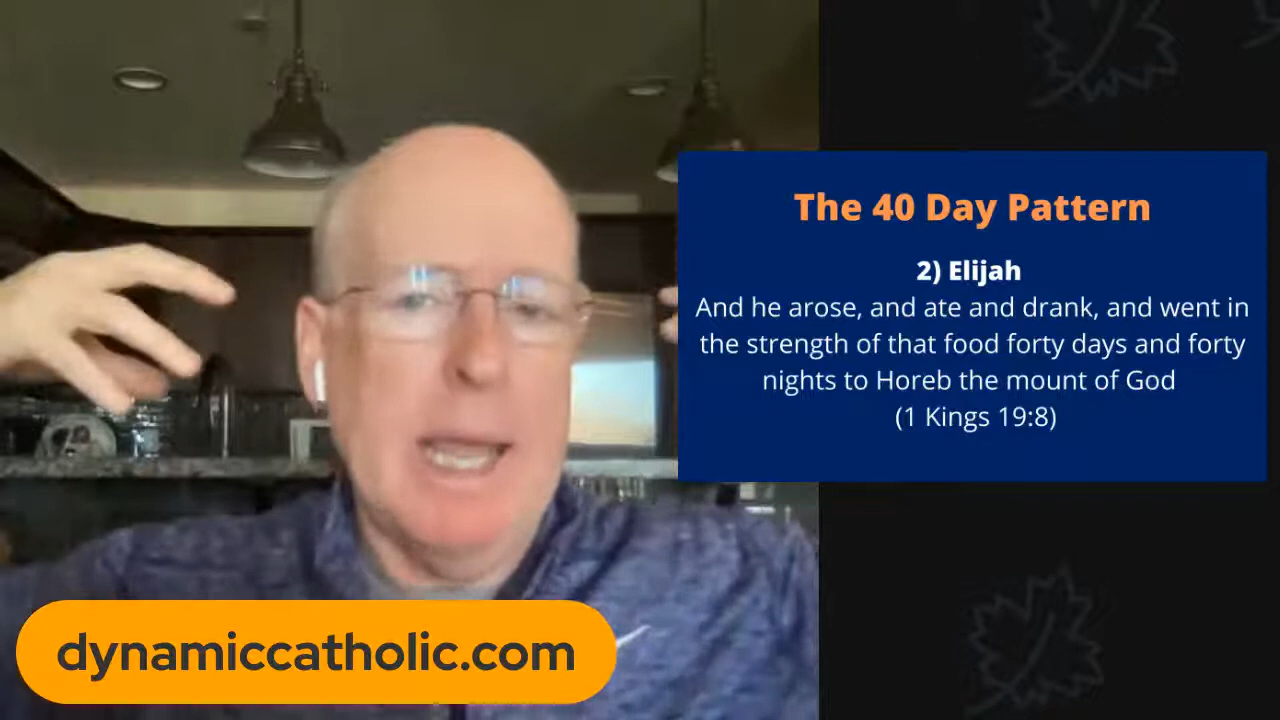 The 40 Day Pattern
2) Elijah
And he arose, and ate and drank, and went in
the strength of that food forty days and forty
nights to Horeb the mount of God
(1 Kings 19:8)
dynamiccatholic.com